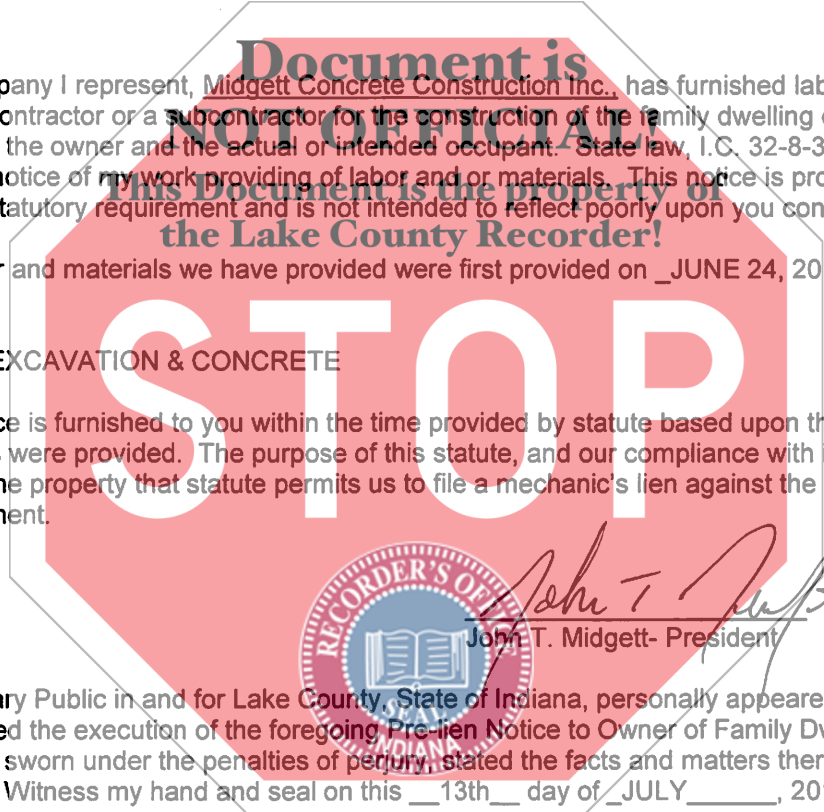 Document is
pany I represent, Midgett Concrete Construction Inc., has furnished lab
ontractor or a subcontractor for the construction of the family dwelling
NOT OFFICIAL!
the owner and the actual or intended occupant. State law, I.C. 32-8-3
otice of my work providing of labor and or materials. This notice is pro
This Document is the property of
tatutory requirement and is not intended to reflect poorly upon you con
the Lake County Recorder!
r and materials we have provided were first provided on _JUNE 24, 20
STOP
EXCAVATION & CONCRETE
ce is furnished to you within the time provided by statute based upon th
were provided. The purpose of this statute, and our compliance with i
ne property that statute permits us to file a mechanic's lien against the
nent.
RECORDER'S OFFICE
SEAL
INDIANA
John T. Midgett- President
ary Public in and for Lake County, State of Indiana, personally appeare
ed the execution of the foregoing Pre-lien Notice to Owner of Family Dw
sworn under the penalties of perjury, stated the facts and matters ther
Witness my hand and seal on this __13th__ day of _JULY_______, 20